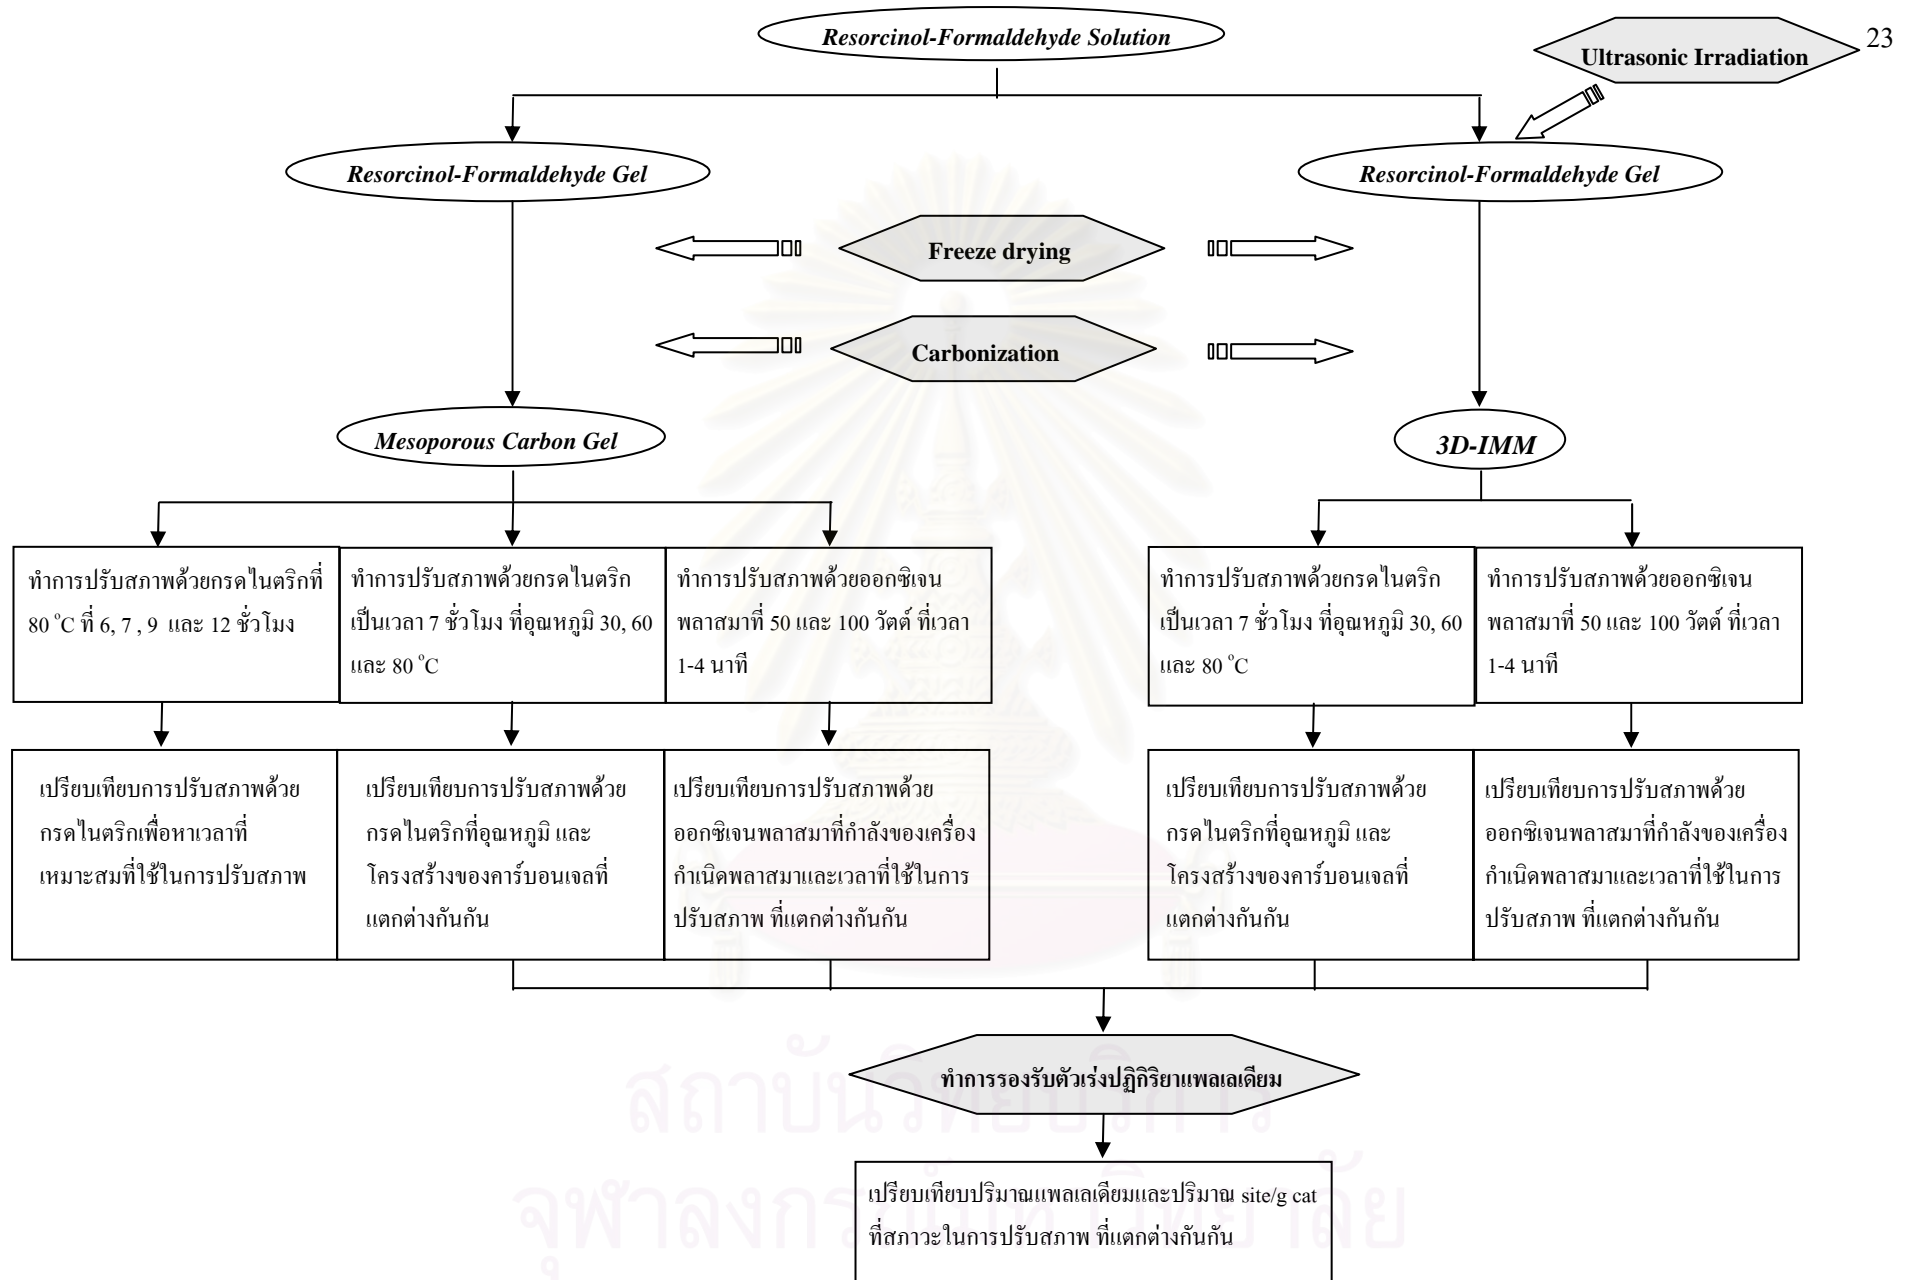 Resorcinol-Formaldehyde Solution
Ultrasonic Irradiation
23
Resorcinol-Formaldehyde Gel
Resorcinol-Formaldehyde Gel
Freeze drying
Carbonization
Mesoporous Carbon Gel
3D-IMM
ทำการปรับสภาพด้วยกรดไนตริกที่
80 °C ที่ 6, 7 , 9 และ 12 ชั่วโมง
ทำการปรับสภาพด้วยกรดไนตริก
เป็นเวลา 7 ชั่วโมง ที่อุณหภูมิ 30, 60
และ 80 °C
ทำการปรับสภาพด้วยออกซิเจน
พลาสมาที่ 50 และ 100 วัตต์ ที่เวลา
1-4 นาที
ทำการปรับสภาพด้วยกรดไนตริก
เป็นเวลา 7 ชั่วโมง ที่อุณหภูมิ 30, 60
และ 80 °C
ทำการปรับสภาพด้วยออกซิเจน
พลาสมาที่ 50 และ 100 วัตต์ ที่เวลา
1-4 นาที
เปรียบเทียบการปรับสภาพด้วย
กรดไนตริกเพื่อหาเวลาที่
เหมาะสมที่ใช้ในการปรับสภาพ
เปรียบเทียบการปรับสภาพด้วย
กรดไนตริกที่อุณหภูมิ และ
โครงสร้างของคาร์บอนเจลที่
แตกต่างกันกัน
เปรียบเทียบการปรับสภาพด้วย
ออกซิเจนพลาสมาที่กำลังของเครื่อง
กำเนิดพลาสมาและเวลาที่ใช้ในการ
ปรับสภาพ ที่แตกต่างกันกัน
เปรียบเทียบการปรับสภาพด้วย
กรดไนตริกที่อุณหภูมิ และ
โครงสร้างของคาร์บอนเจลที่
แตกต่างกันกัน
เปรียบเทียบการปรับสภาพด้วย
ออกซิเจนพลาสมาที่กำลังของเครื่อง
กำเนิดพลาสมาและเวลาที่ใช้ในการ
ปรับสภาพ ที่แตกต่างกันกัน
ทำการรองรับตัวเร่งปฏิกิริยาแพลเลเดียม
เปรียบเทียบปริมาณแพลเลเดียมและปริมาณ site/g cat
ที่สภาวะในการปรับสภาพ ที่แตกต่างกันกัน
สถาบันวิทยบริการ
จุฬาลงกรณ์มหาวิทยาลัย